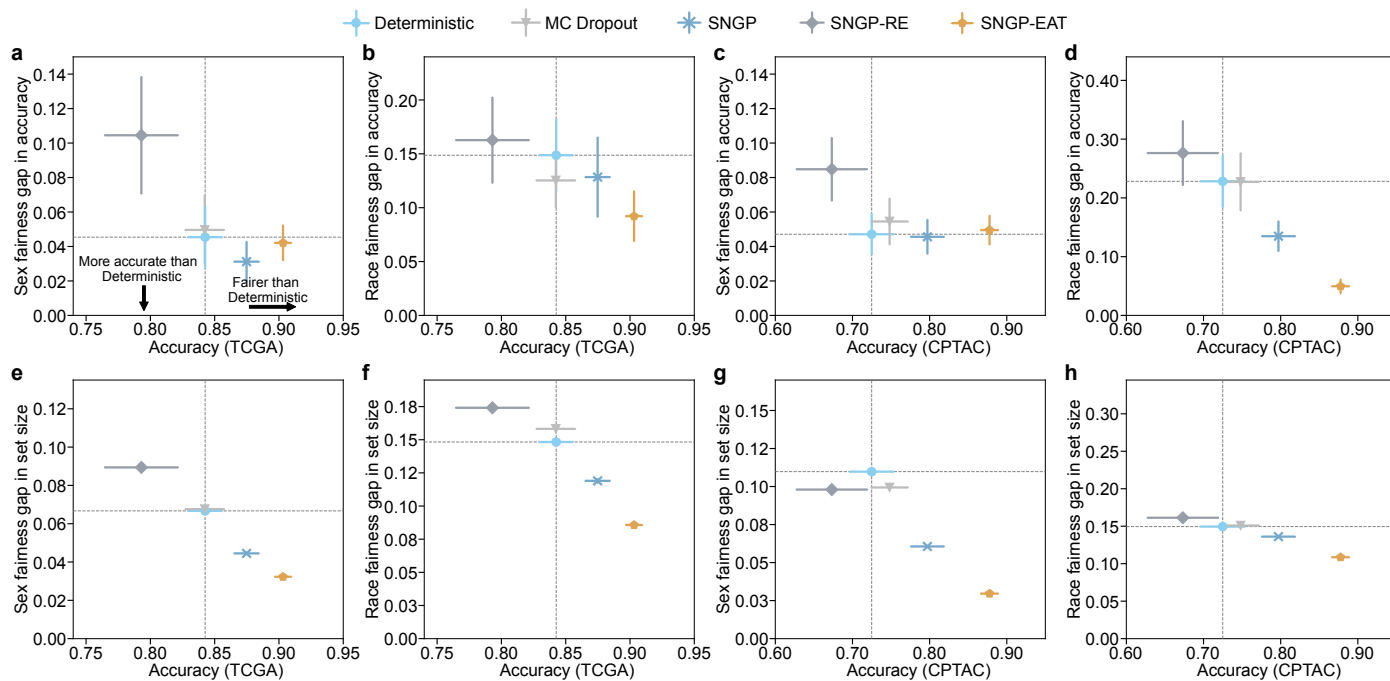 Deterministic MC Dropout SNGP SNGP-RE SNGP-EAT
a
Sex fairness gap in accuracy
0.14
0.12
0.10
0.08
0.06
0.04
0.02
0.00
More accurate than
Deterministic
Fairer than
Deterministic
0.75 0.80 0.85 0.90 0.95
Accuracy (TCGA)
b
Race fairness gap in accuracy
0.20
0.15
0.10
0.05
0.00
0.75 0.80 0.85 0.90 0.95
Accuracy (TCGA)
c
Sex fairness gap in accuracy
0.14
0.12
0.10
0.08
0.06
0.04
0.02
0.00
0.60 0.70 0.80 0.90
Accuracy (CPTAC)
d
Race fairness gap in accuracy
0.40
0.30
0.20
0.10
0.00
0.60 0.70 0.80 0.90
Accuracy (CPTAC)
e
Sex fairness gap in set size
0.12
0.10
0.08
0.06
0.04
0.02
0.00
0.75 0.80 0.85 0.90 0.95
Accuracy (TCGA)
f
Race fairness gap in set size
0.18
0.15
0.12
0.10
0.08
0.05
0.03
0.00
0.75 0.80 0.85 0.90 0.95
Accuracy (TCGA)
g
Sex fairness gap in set size
0.15
0.12
0.10
0.08
0.05
0.03
0.00
0.60 0.70 0.80 0.90
Accuracy (CPTAC)
h
Race fairness gap in set size
0.30
0.25
0.20
0.15
0.10
0.05
0.00
0.60 0.70 0.80 0.90
Accuracy (CPTAC)